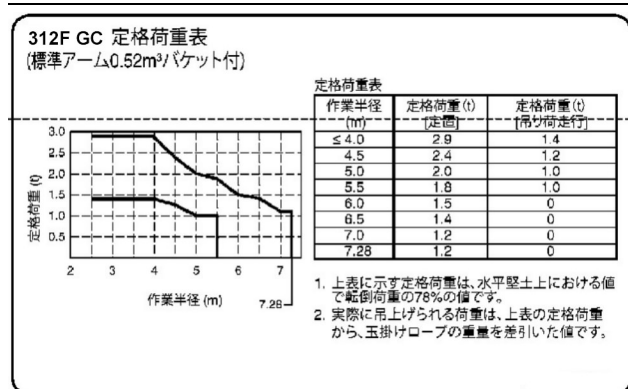 312F GC 定格荷重表
(標準アーム0.52m³バケット付)
定格荷重表
作業半径 (m) 定格荷重(t) [定置] 定格荷重(t) [吊り荷走行]
≦4.0 2.9 1.4
4.5 2.4 1.2
5.0 2.0 1.0
5.5 1.8 1.0
6.0 1.5 0
6.5 1.4 0
7.0 1.2 0
7.28 1.2 0
定格荷重 (t)
3.0
2.5
2.0
1.5
1.0
0.5
2 3 4 5 6 7
作業半径 (m)
7.28
1. 上表に示す定格荷重は、水平堅土上における値
で転倒荷重の78%の値です。
2. 実際に吊上げられる荷重は、上表の定格荷重
から、玉掛けロープの重量を差引いた値です。